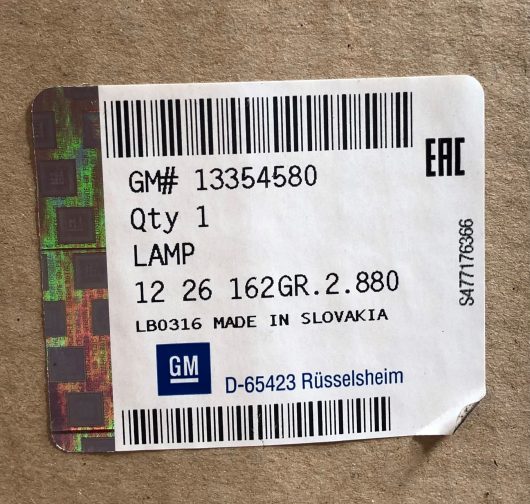 GM# 13354580
EAC
Qty 1
LAMP
12 26 162GR.2.880
LB0316 MADE IN SLOVAKIA
S477176366
GM
D-65423 Rüsselsheim